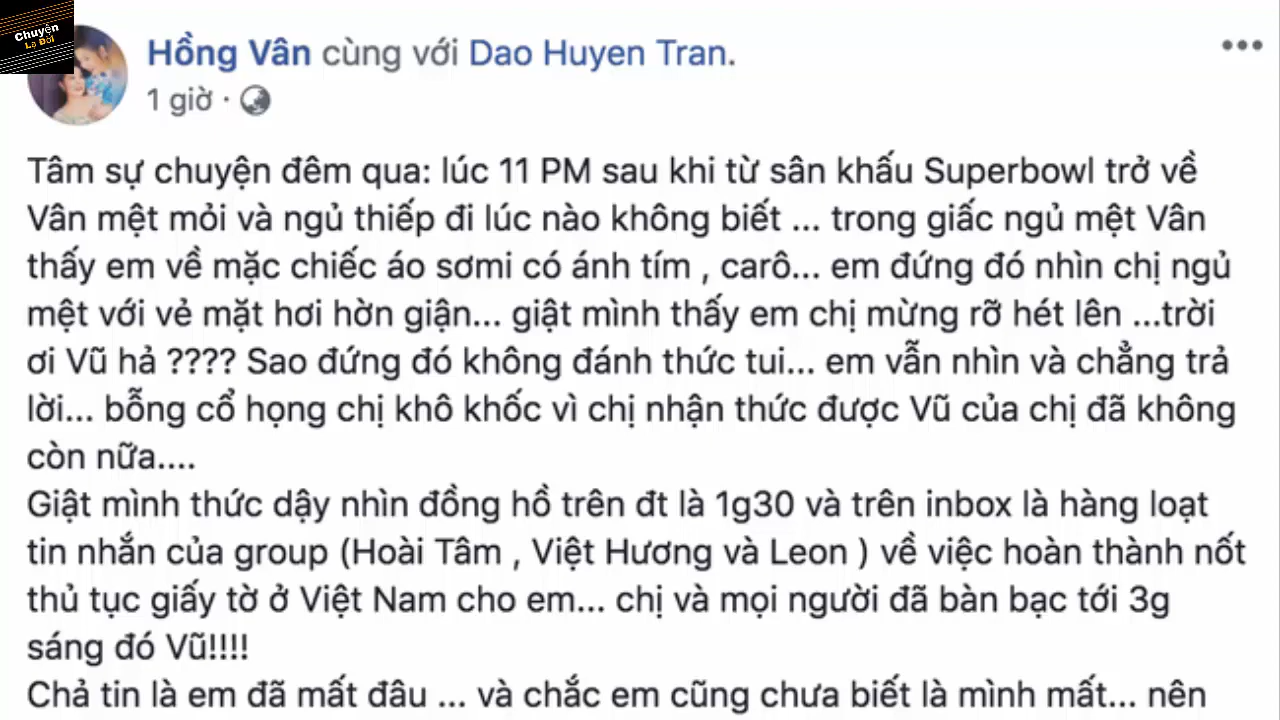 Chuyện
Lạ Đời
Hồng Vân cùng với Dao Huyen Tran.
1 giờ ·
Tâm sự chuyện đêm qua: lúc 11 PM sau khi từ sân khấu Superbowl trở về
Vân mệt mỏi và ngủ thiếp đi lúc nào không biết ... trong giấc ngủ mệt Vân
thấy em về mặc chiếc áo sơmi có ánh tím , carô... em đứng đó nhìn chị ngủ
mệt với vẻ mặt hơi hờn giận... giật mình thấy em chị mừng rỡ hét lên ...trời
ơi Vũ hả ???? Sao đứng đó không đánh thức tui... em vẫn nhìn và chẳng trả
lời... bỗng cổ họng chị khô khốc vì chị nhận thức được Vũ của chị đã không
còn nữa....
Giật mình thức dậy nhìn đồng hồ trên đt là 1g30 và trên inbox là hàng loạt
tin nhắn của group (Hoài Tâm , Việt Hương và Leon ) về việc hoàn thành nốt
thủ tục giấy tờ ở Việt Nam cho em... chị và mọi người đã bàn bạc tới 3g
sáng đó Vũ!!!!
Chả tin là em đã mất đâu ... và chắc em cũng chưa biết là mình mất... nên